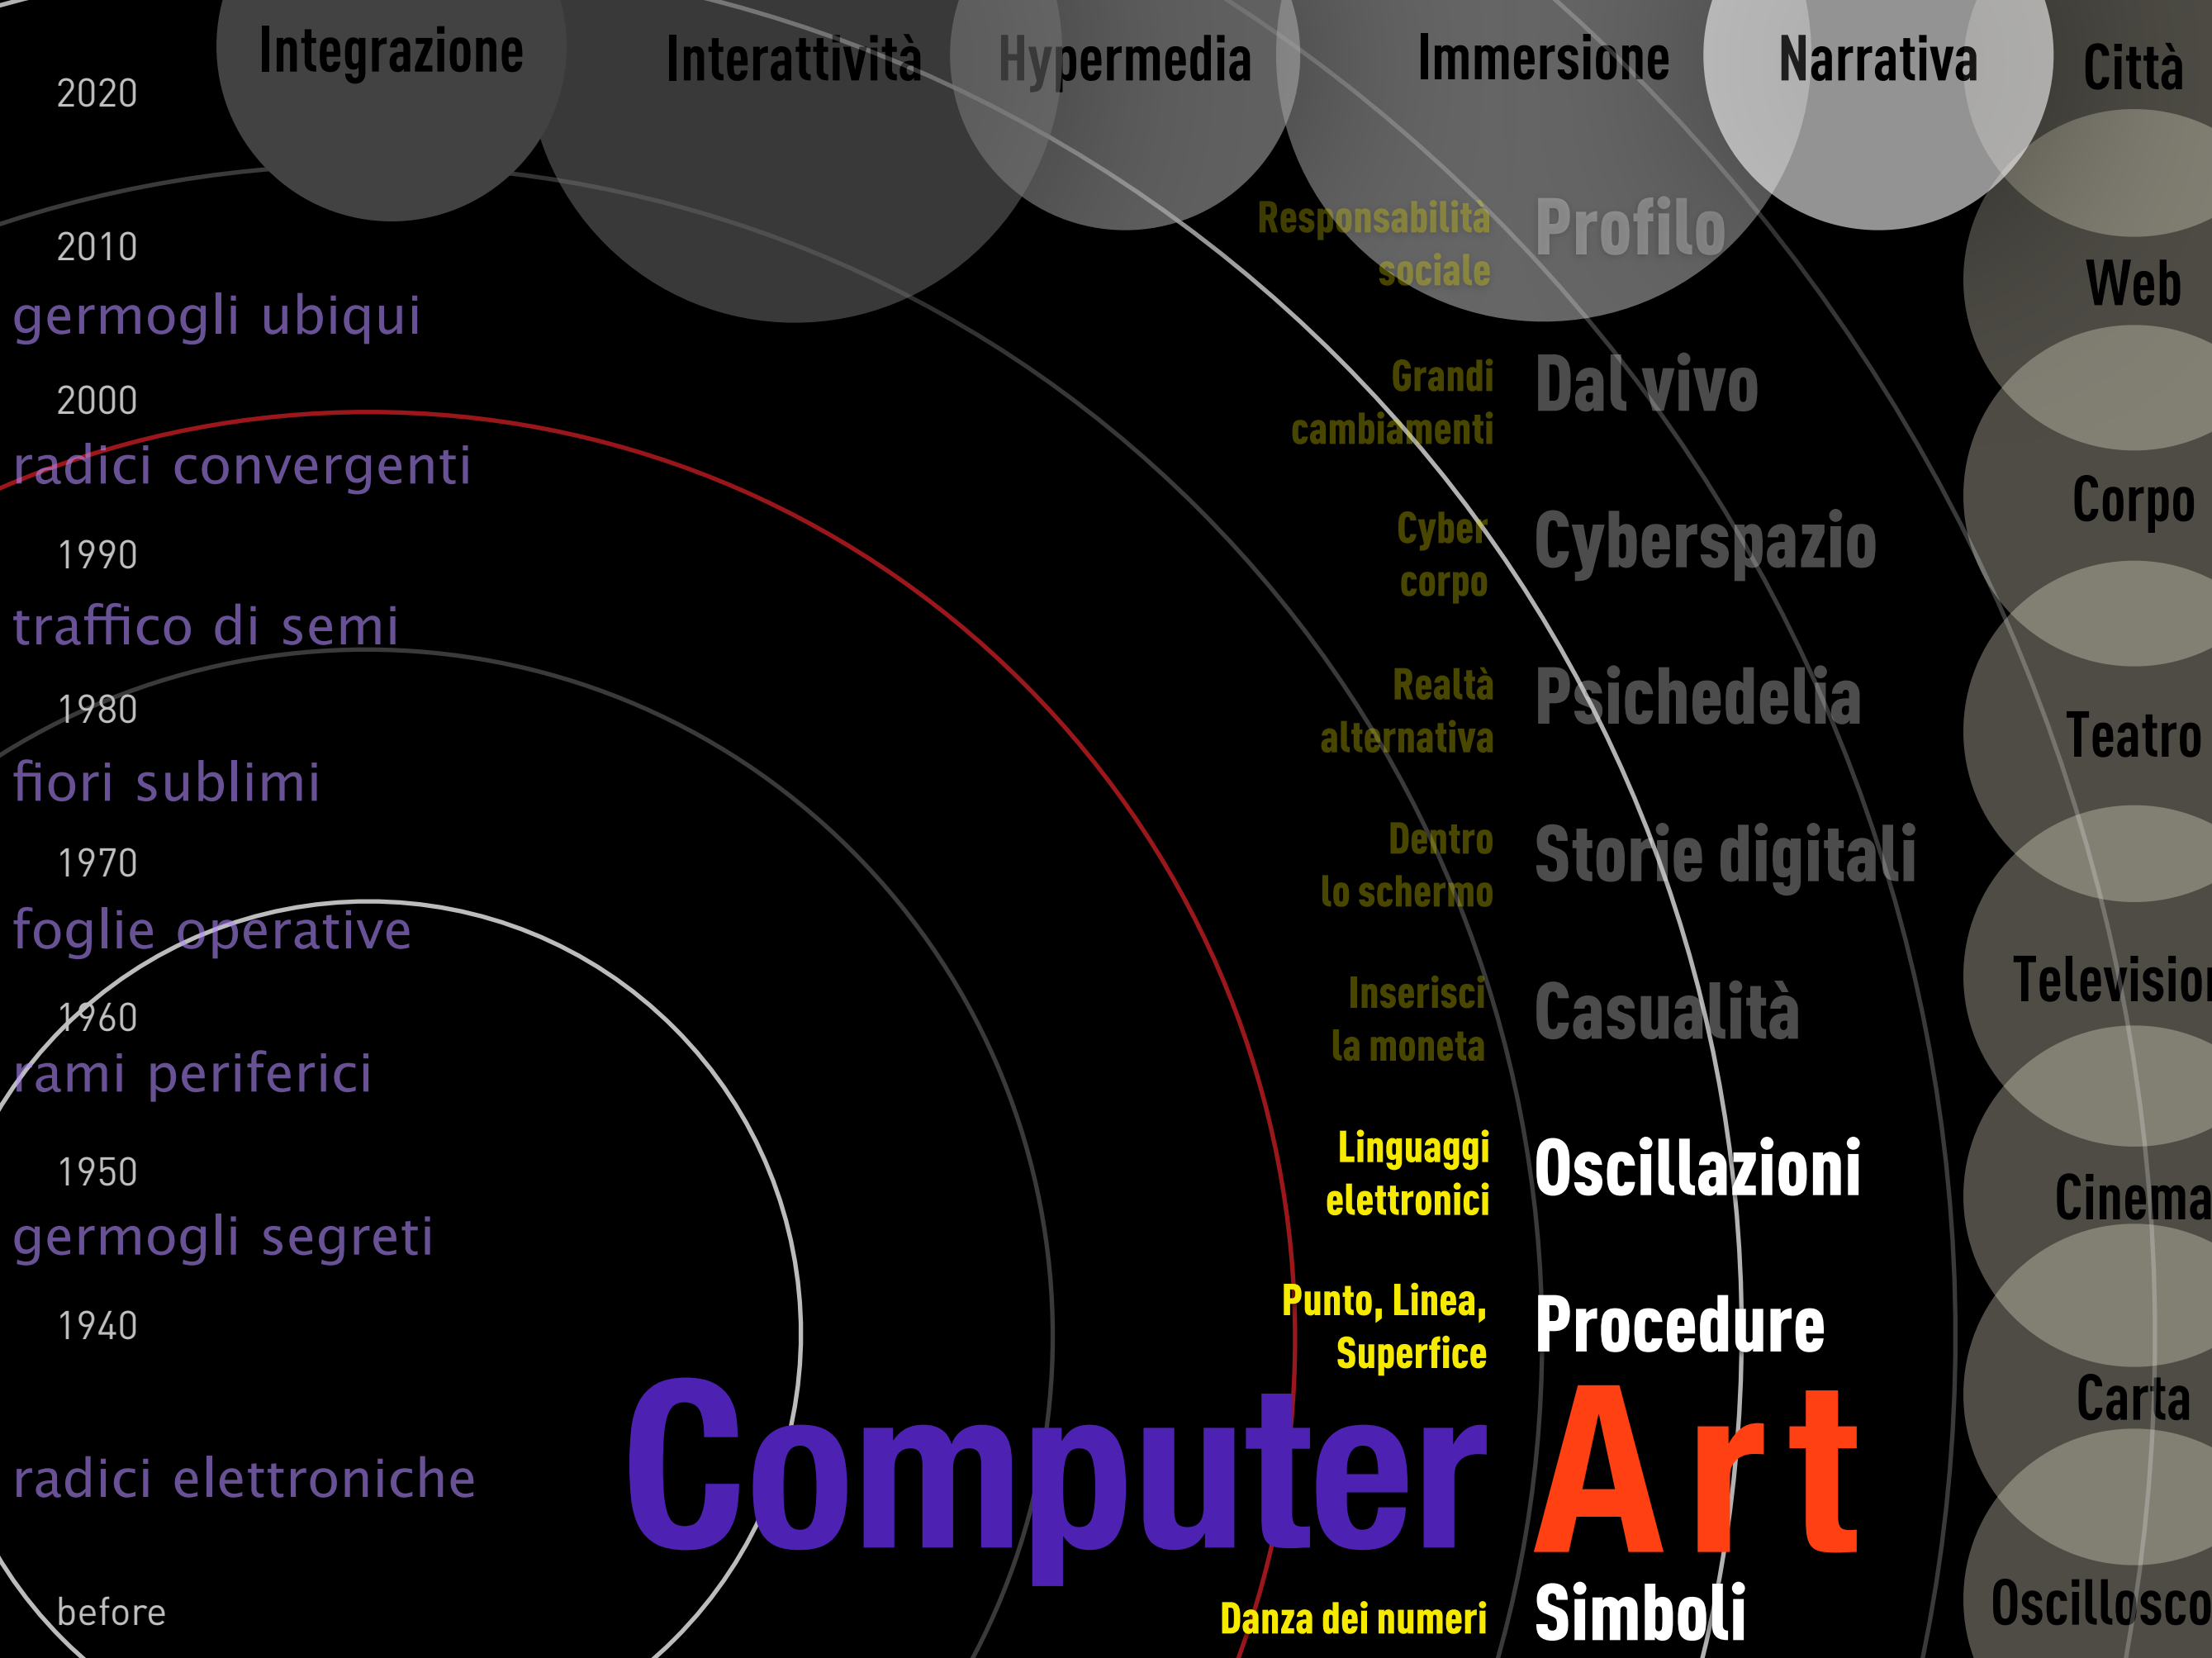 Integrazione
Interattività
Hypermedia
Immersione
Narrativa
Città
2020
Responsabilità
sociale
Profilo
2010
Web
germogli ubiqui
Grandi
cambiamenti
Dal vivo
2000
radici convergenti
Corpo
Cyber
corpo
Cyberspazio
1990
traffico di semi
Realtà
alternativa
Psichedelia
1980
Teatro
fiori sublimi
Dentro
lo schermo
Storie digitali
1970
foglie operative
Televisior
Inserisci
la moneta
Casualità
1960
rami periferici
Linguaggi
elettronici
Oscillazioni
1950
Cinema
germogli segreti
Punto, Linea,
Superfice
Procedure
1940
Carta
Computer Art
radici elettroniche
before
Danza dei numeri
Simboli
Oscillosco